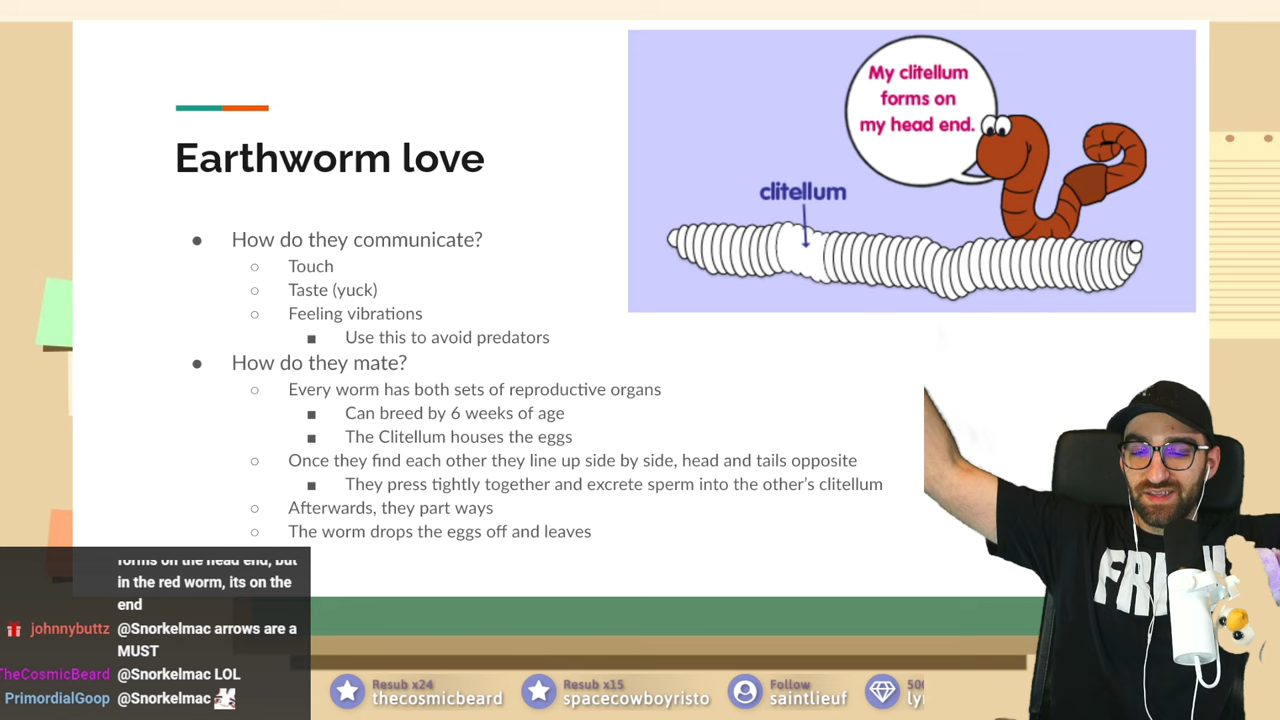 Earthworm love
My clitellum
forms on
my head end.
clitellum
How do they communicate?
Touch
Taste (yuck)
Feeling vibrations
Use this to avoid predators
How do they mate?
Every worm has both sets of reproductive organs
Can breed by 6 weeks of age
The Clitellum houses the eggs
Once they find each other they line up side by side, head and tails opposite
They press tightly together and excrete sperm into the other's clitellum
Afterwards, they part ways
The worm drops the eggs off and leaves
forms on the head end, but
in the red worm, its on the
end
johnnybuttz @Snorkelmac arrows are a
MUST
TheCosmicBeard @Snorkelmac LOL
PrimordialGoop @Snorkelmac
Resub x24
thecosmicbeard
Resub x15
spacecowboyristo
Follow
saintlieuf